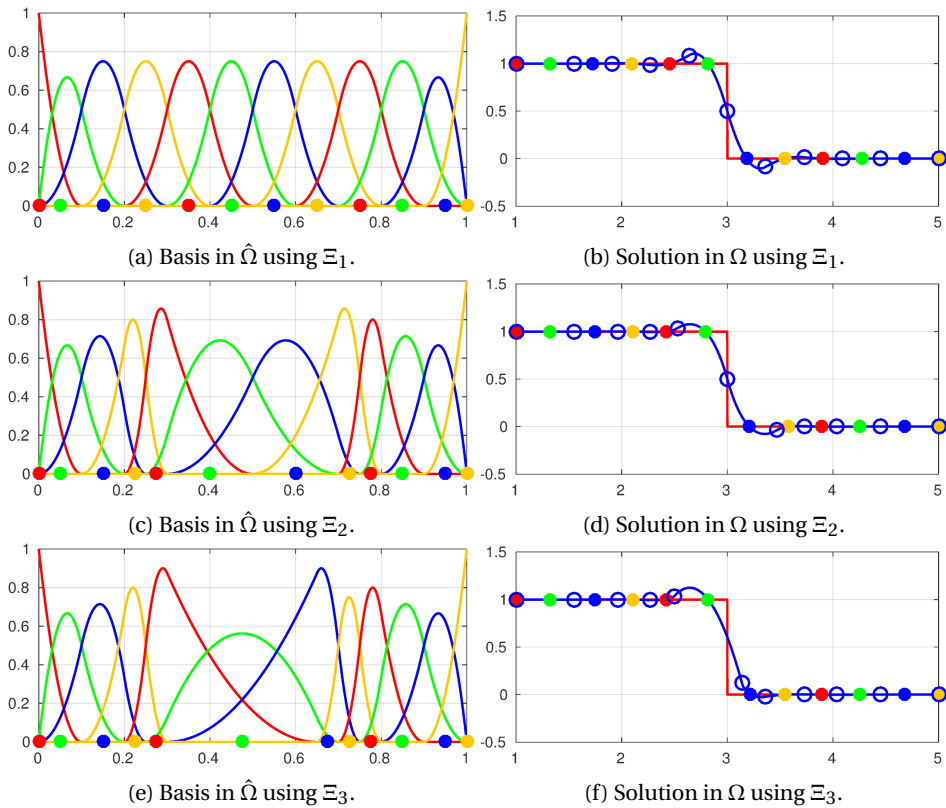 1
0.8
0.6
0.4
0.2
0
0 0.2 0.4 0.6 0.8 1
(a) Basis in Ω̂ using Ξ₁.
1.5
1
0.5
0
-0.5
1 2 3 4 5
(b) Solution in Ω using Ξ₁.
1
0.8
0.6
0.4
0.2
0
0 0.2 0.4 0.6 0.8 1
(c) Basis in Ω̂ using Ξ₂.
1.5
1
0.5
0
-0.5
1 2 3 4 5
(d) Solution in Ω using Ξ₂.
1
0.8
0.6
0.4
0.2
0
0 0.2 0.4 0.6 0.8 1
(e) Basis in Ω̂ using Ξ₃.
1.5
1
0.5
0
-0.5
1 2 3 4 5
(f) Solution in Ω using Ξ₃.